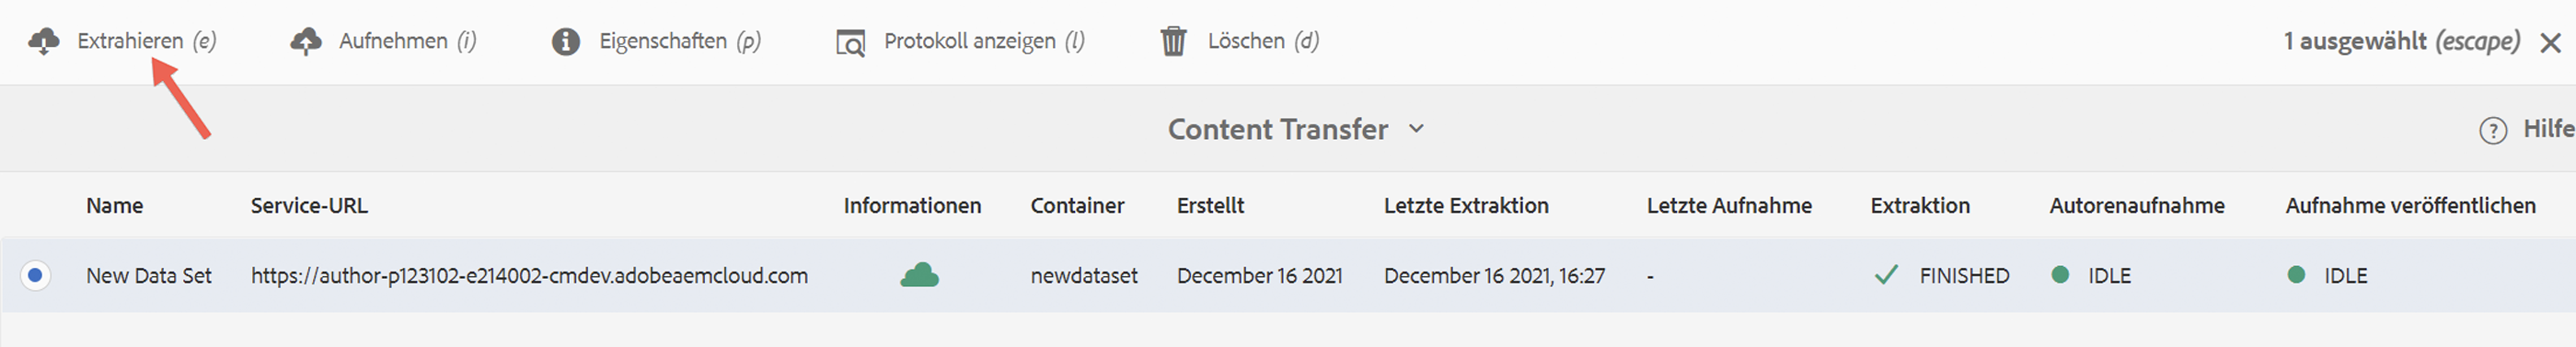 Extrahieren (e) Aufnehmen (i) Eigenschaften (p) Protokoll anzeigen (l) Löschen (d) 1 ausgewählt (escape)
Content Transfer Hilfe
Name Service-URL Informationen Container Erstellt Letzte Extraktion Letzte Aufnahme Extraktion Autorenaufnahme Aufnahme veröffentlichen
New Data Set https://author-p123102-e214002-cmdev.adobeaemcloud.com newdataset December 16 2021 December 16 2021, 16:27 - FINISHED IDLE IDLE